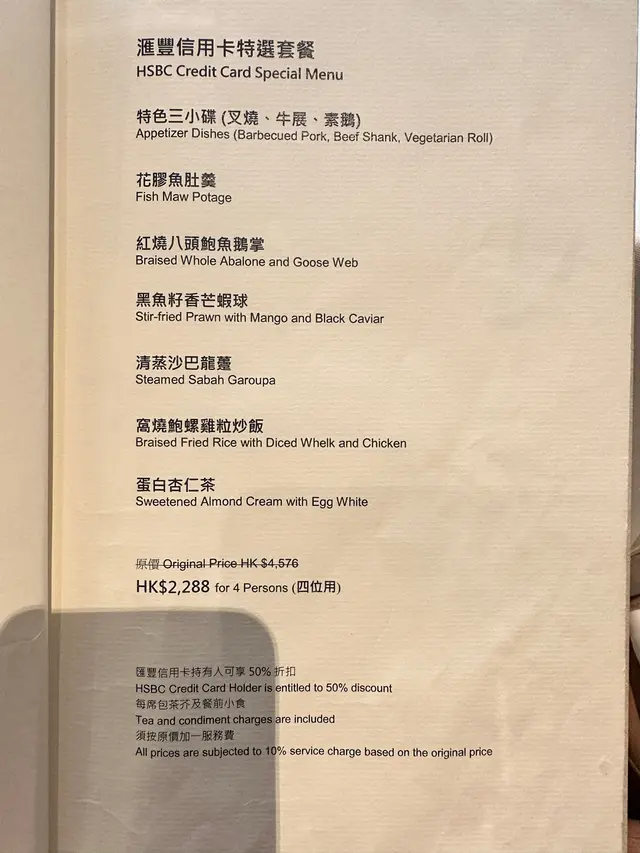 滙豐信用卡特選套餐
HSBC Credit Card Special Menu
特色三小碟 (叉燒、牛展、素鵝)
Appetizer Dishes (Barbecued Pork, Beef Shank, Vegetarian Roll)
花膠魚肚羹
Fish Maw Potage
紅燒八頭鮑魚鵝掌
Braised Whole Abalone and Goose Web
黑魚籽香芒蝦球
Stir-fried Prawn with Mango and Black Caviar
清蒸沙巴龍躉
Steamed Sabah Garoupa
窩燒鮑螺雞粒炒飯
Braised Fried Rice with Diced Whelk and Chicken
蛋白杏仁茶
Sweetened Almond Cream with Egg White
原價 Original Price HK $4,576
HK$2,288 for 4 Persons (四位用)
匯豐信用卡持有人可享 50% 折扣
HSBC Credit Card Holder is entitled to 50% discount
每席包茶芥及餐前小食
Tea and condiment charges are included
須按原價加一服務費
All prices are subjected to 10% service charge based on the original price